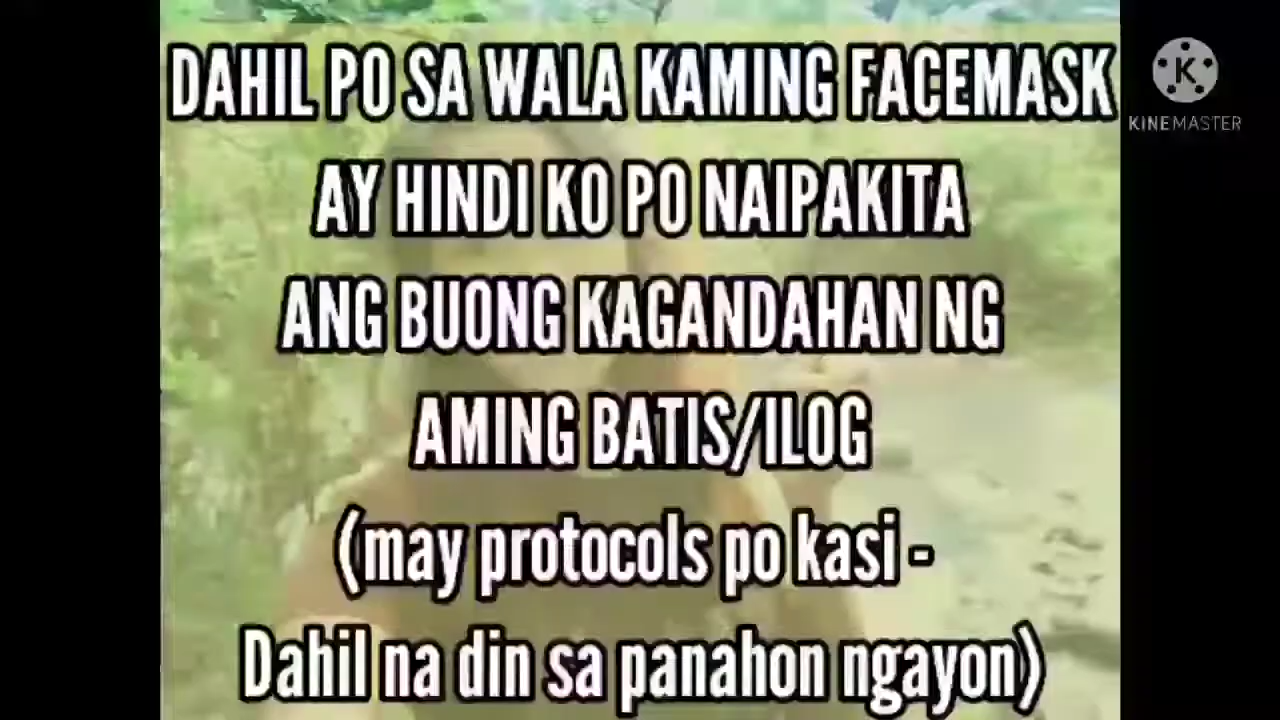 DAHIL PO SA WALA KAMING FACEMASK
AY HINDI KO PO NAIPAKITA
ANG BUONG KAGANDAHAN NG
AMING BATIS/ILOG
(may protocols po kasi -
Dahil na din sa panahon ngayon)
K
KINEMASTER